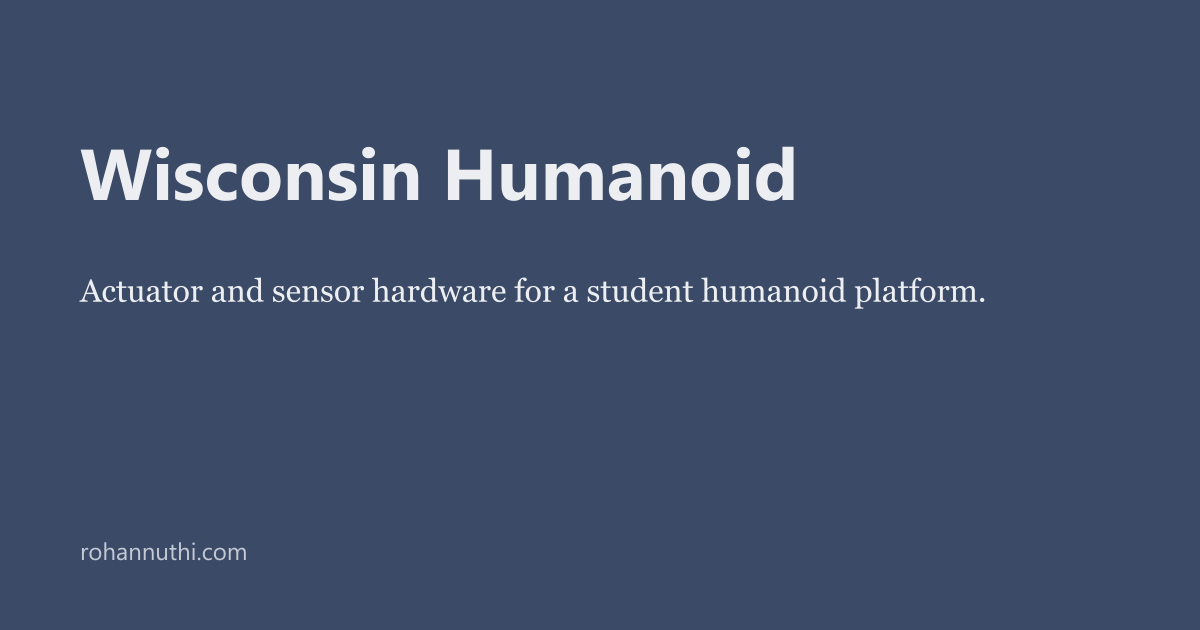 Wisconsin Humanoid
Actuator and sensor hardware for a student humanoid platform.
rohannuthi.com